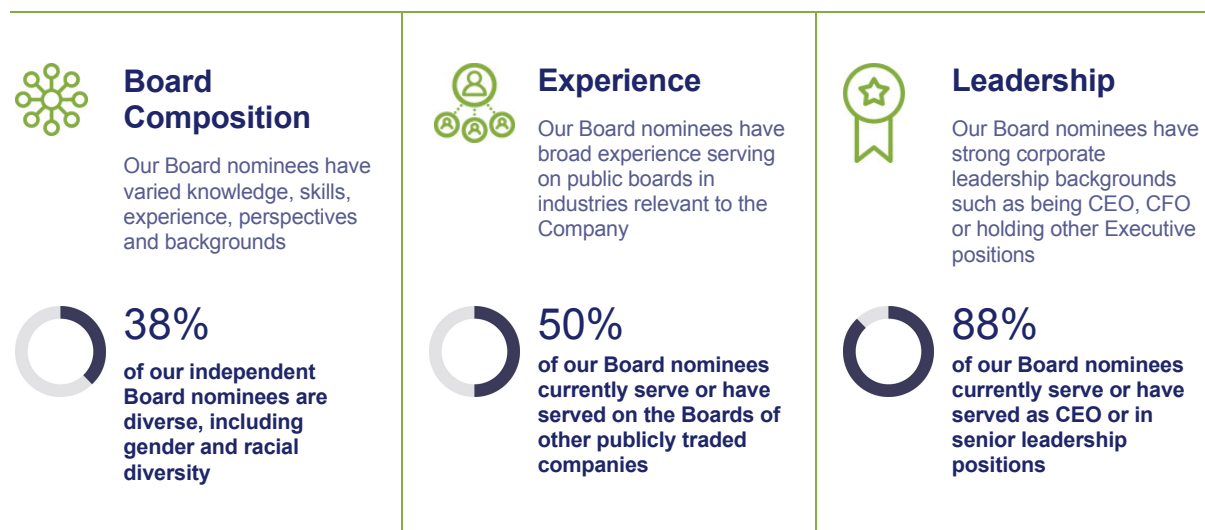 Board
Composition
Our Board nominees have
varied knowledge, skills,
experience, perspectives
and backgrounds
38%
of our independent
Board nominees are
diverse, including
gender and racial
diversity
Experience
Our Board nominees have
broad experience serving
on public boards in
industries relevant to the
Company
50%
of our Board nominees
currently serve or have
served on the Boards of
other publicly traded
companies
Leadership
Our Board nominees have
strong corporate
leadership backgrounds
such as being CEO, CFO
or holding other Executive
positions
88%
of our Board nominees
currently serve or have
served as CEO or in
senior leadership
positions